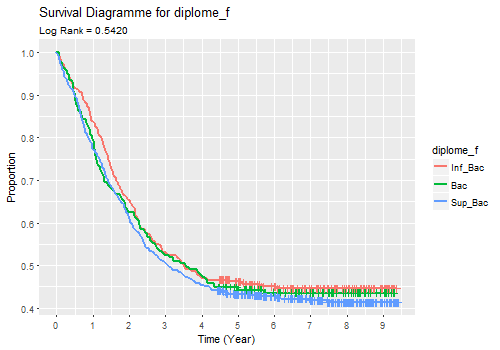 Survival Diagramme for diplome_f
Log Rank = 0.5420
1.0
0.9
0.8
0.7
0.6
0.5
0.4
Proportion
0 1 2 3 4 5 6 7 8 9
Time (Year)
diplome_f
Inf_Bac
Bac
Sup_Bac